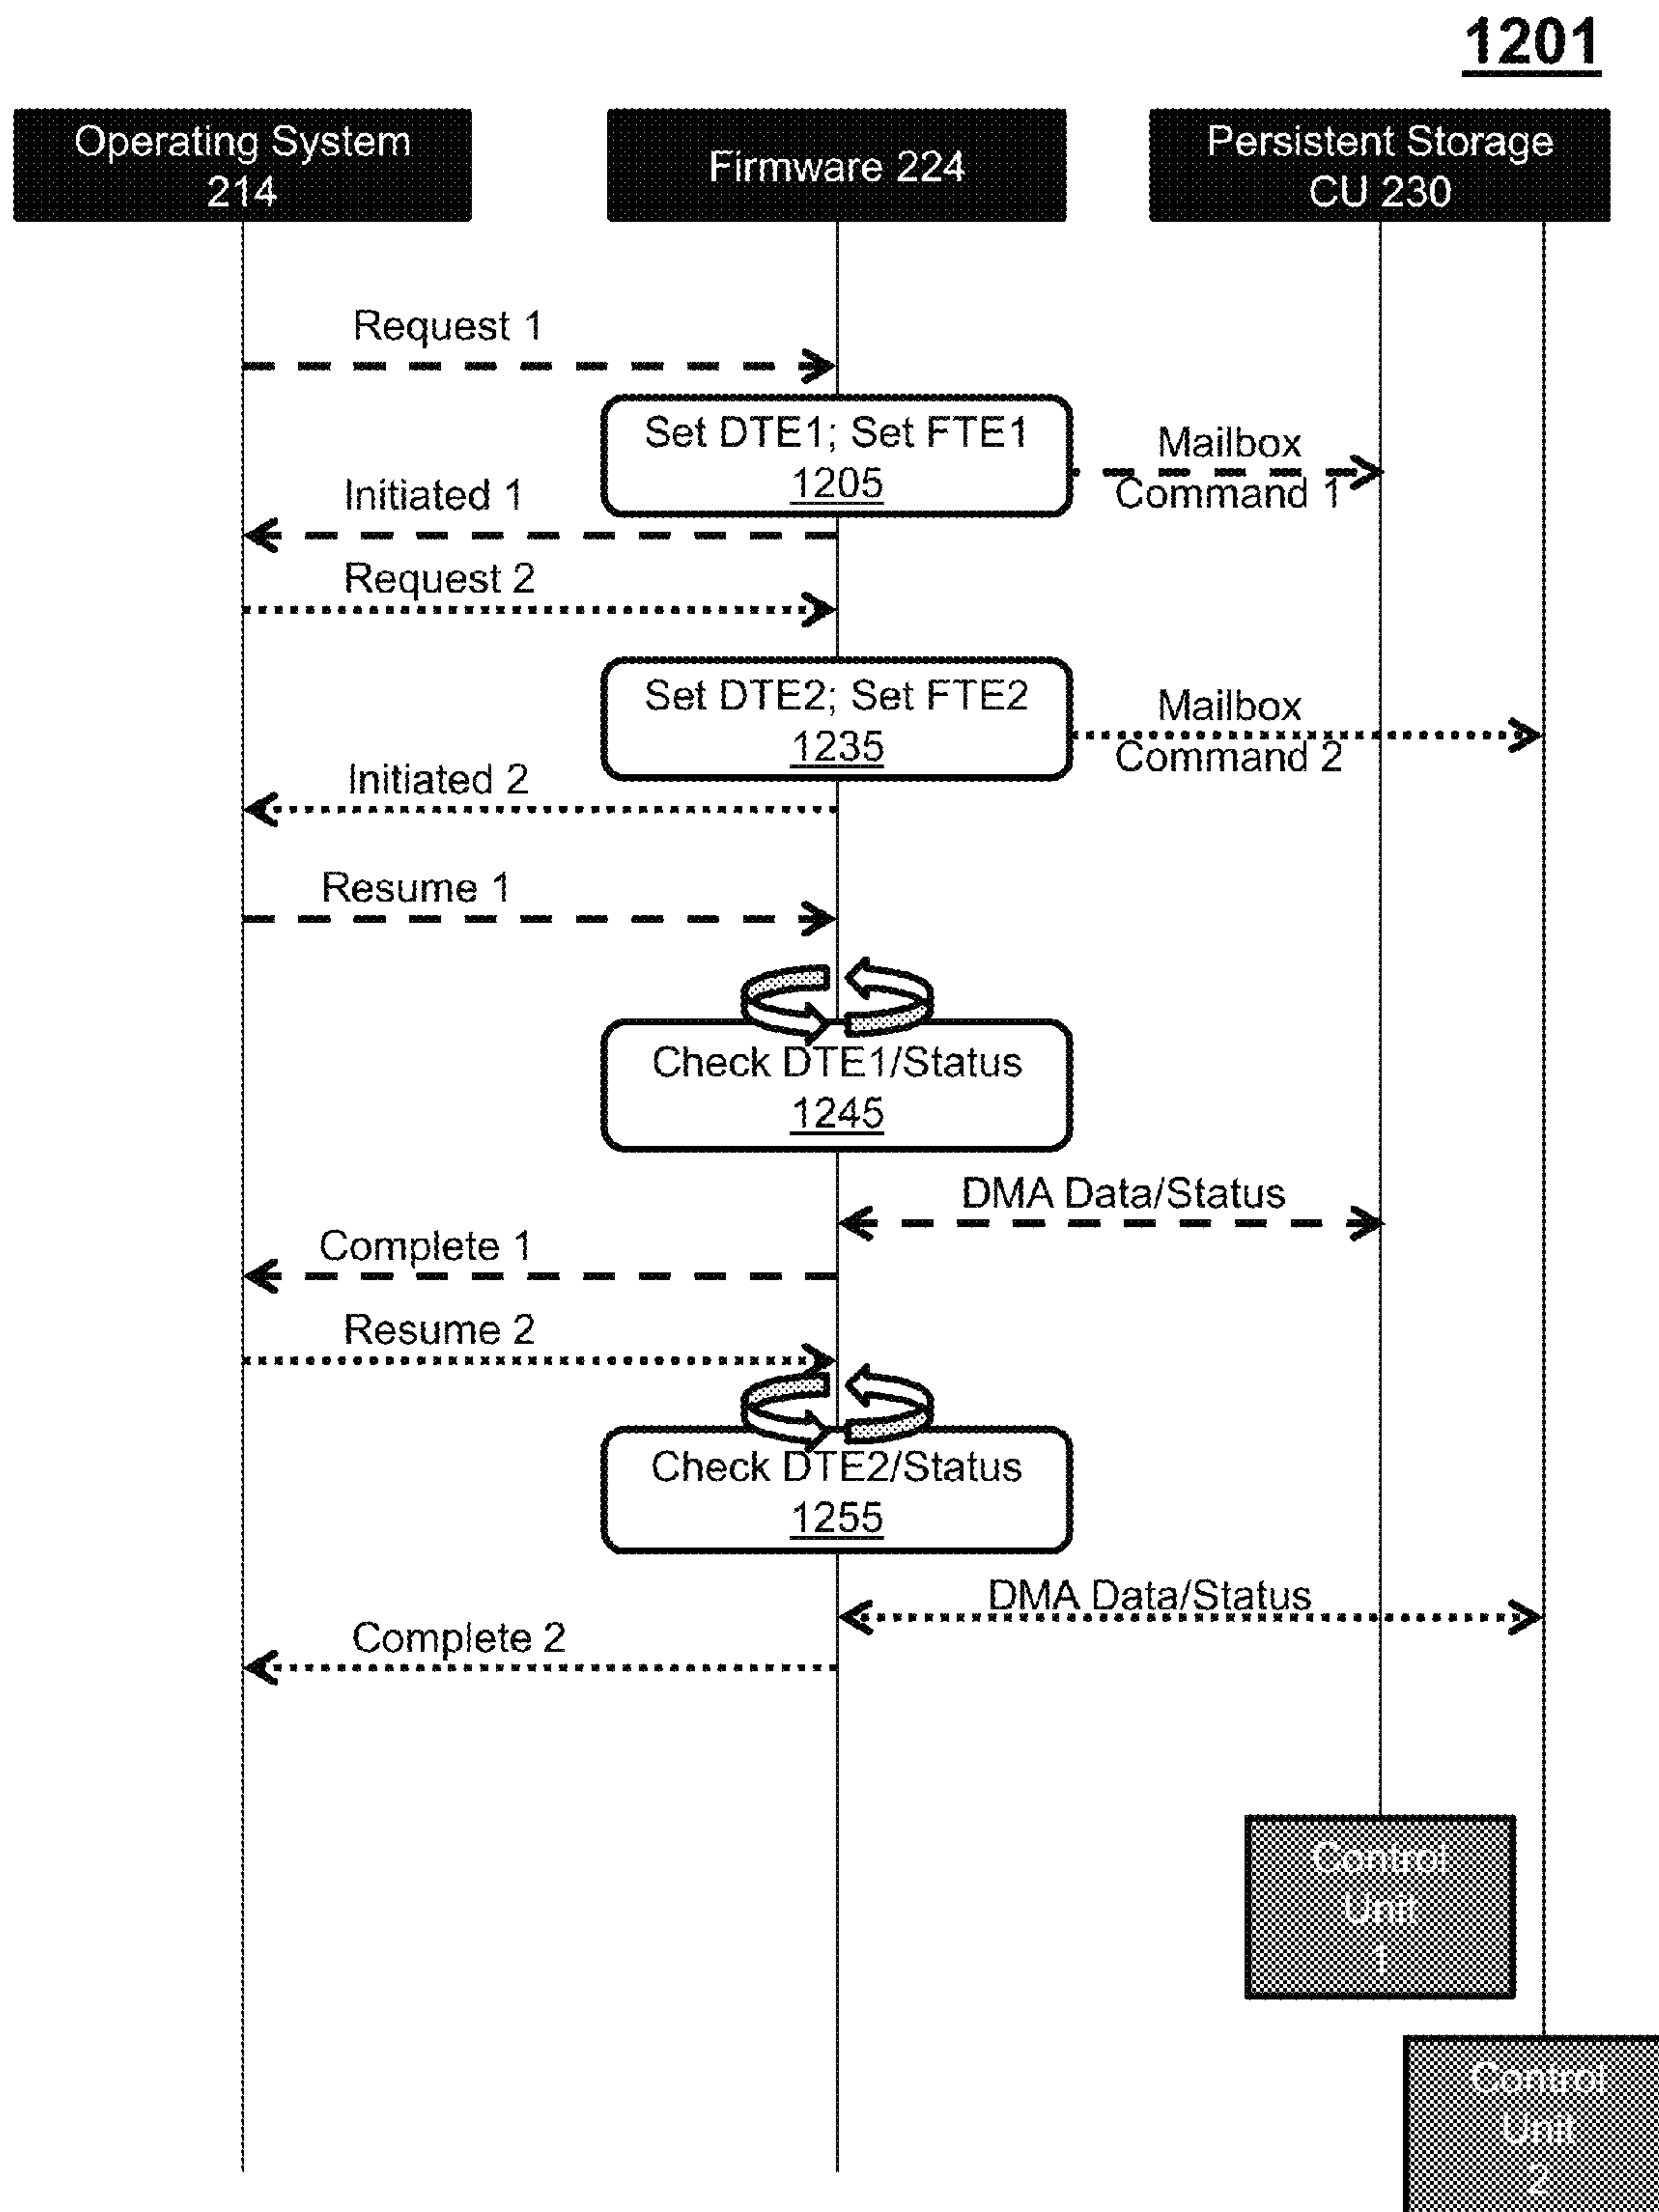 1201
Operating System
214
Firmware 224
Persistent Storage
CU 230
Request 1
Set DTE1; Set FTE1
1205
Mailbox
Command 1
Initiated 1
Request 2
Set DTE2; Set FTE2
1235
Mailbox
Command 2
Initiated 2
Resume 1
Check DTE1/Status
1245
DMA Data/Status
Complete 1
Resume 2
Check DTE2/Status
1255
DMA Data/Status
Complete 2
Control
Unit
1
Control
Unit
2